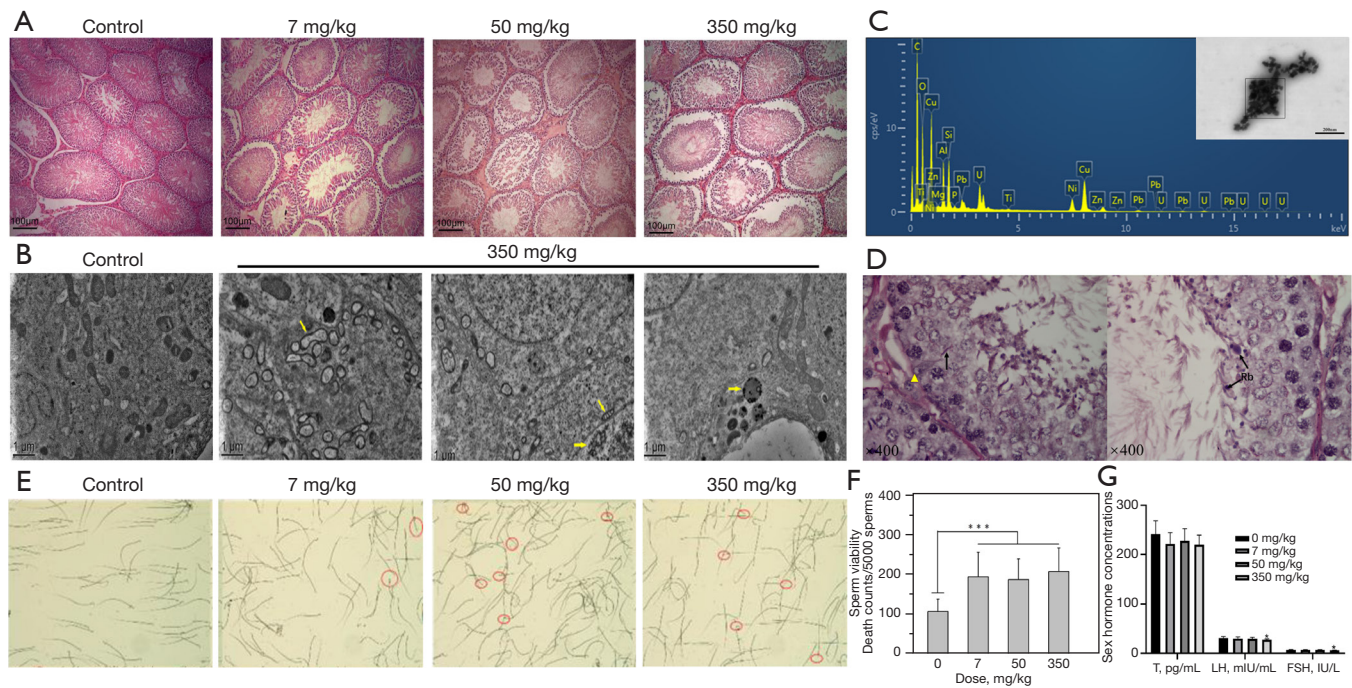 A
Control
7 mg/kg
50 mg/kg
350 mg/kg
100μm
100μm
100μm
100μm
B
Control
350 mg/kg
1 μm
1 μm
1 μm
1 μm
C
cps/eV
10
0
C
O
Cu
Si
Al
Zn
Ti
Mg
Ni
P
Pb
U
Ti
Ni
Cu
Zn
Zn
Pb
Pb
U
Pb
U
Pb
U
U
U
0
5
10
15
keV
D
×400
Rb
×400
E
Control
7 mg/kg
50 mg/kg
350 mg/kg
F
Sperm viability
Death counts/5000 sperms
400
300
200
100
0
***
0 7 50 350
Dose, mg/kg
G
Sex hormone concentrations
300
200
100
0
0 mg/kg
7 mg/kg
50 mg/kg
350 mg/kg
*
*
T, pg/mL LH, mIU/mL FSH, IU/L